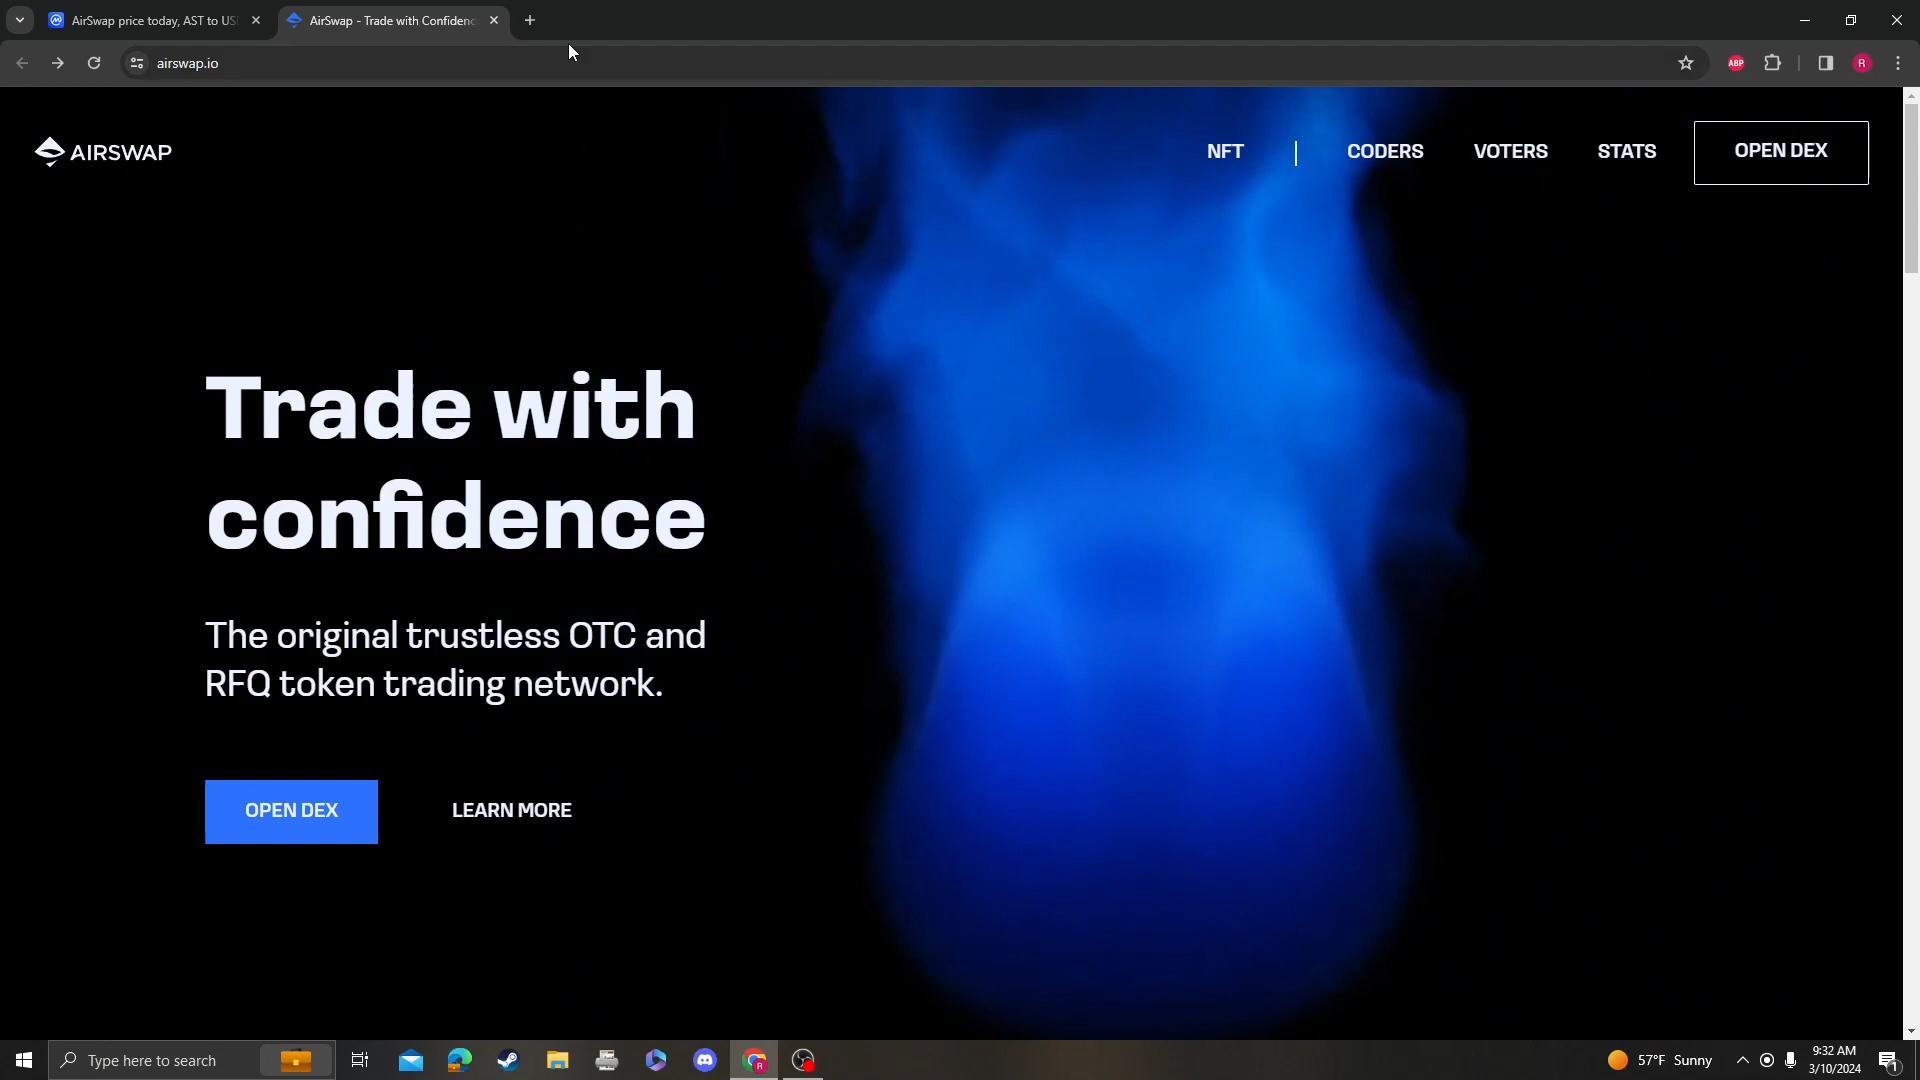 AirSwap price today, AST to US
AirSwap - Trade with Confidenc
airswap.io
ABP
R
AIRSWAP
NFT
CODERS
VOTERS
STATS
OPEN DEX
Trade with
confidence
The original trustless OTC and
RFQ token trading network.
OPEN DEX
LEARN MORE
Type here to search
R
57°F Sunny
9:32 AM
3/10/2024
1